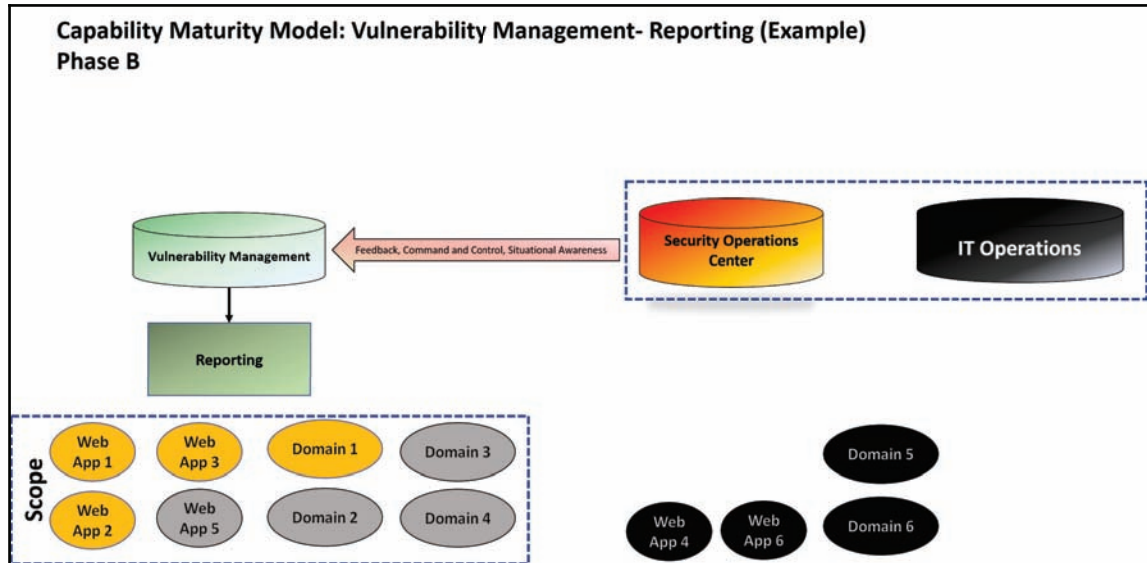 Capability Maturity Model: Vulnerability Management- Reporting (Example)
Phase B
Vulnerability Management
Feedback, Command and Control, Situational Awareness
Security Operations
Center
IT Operations
Reporting
Scope
Web
App 1
Web
App 3
Domain 1
Domain 3
Domain 5
Web
App 2
Web
App 5
Domain 2
Domain 4
Web
App 4
Web
App 6
Domain 6